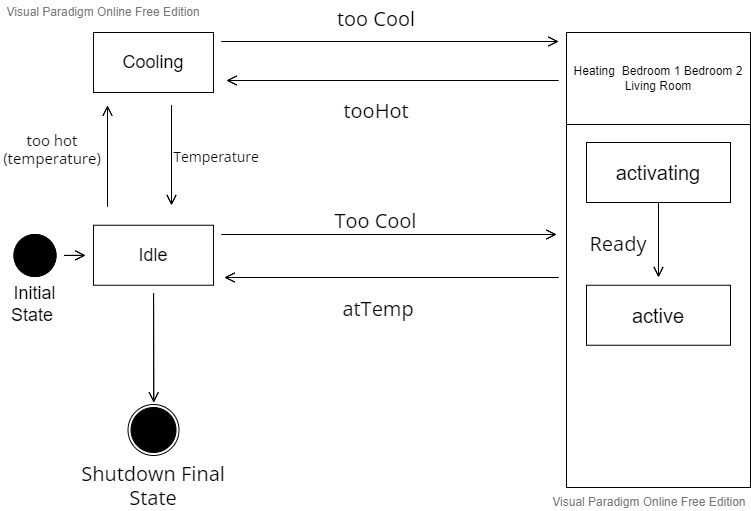 Visual Paradigm Online Free Edition
too Cool
Cooling
Heating Bedroom 1 Bedroom 2
Living Room
tooHot
too hot
(temperature)
Temperature
activating
Too Cool
Idle
Ready
Initial
State
atTemp
active
Shutdown Final
State
Visual Paradigm Online Free Edition